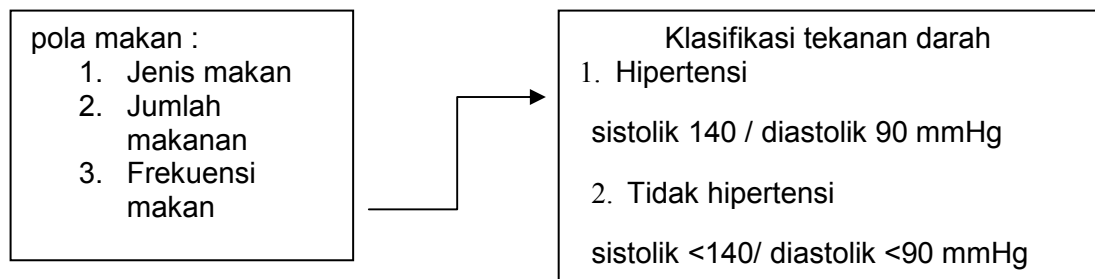 pola makan :
1. Jenis makan
2. Jumlah
makanan
3. Frekuensi
makan
Klasifikasi tekanan darah
1. Hipertensi
sistolik 140 / diastolik 90 mmHg
2. Tidak hipertensi
sistolik <140/ diastolik <90 mmHg